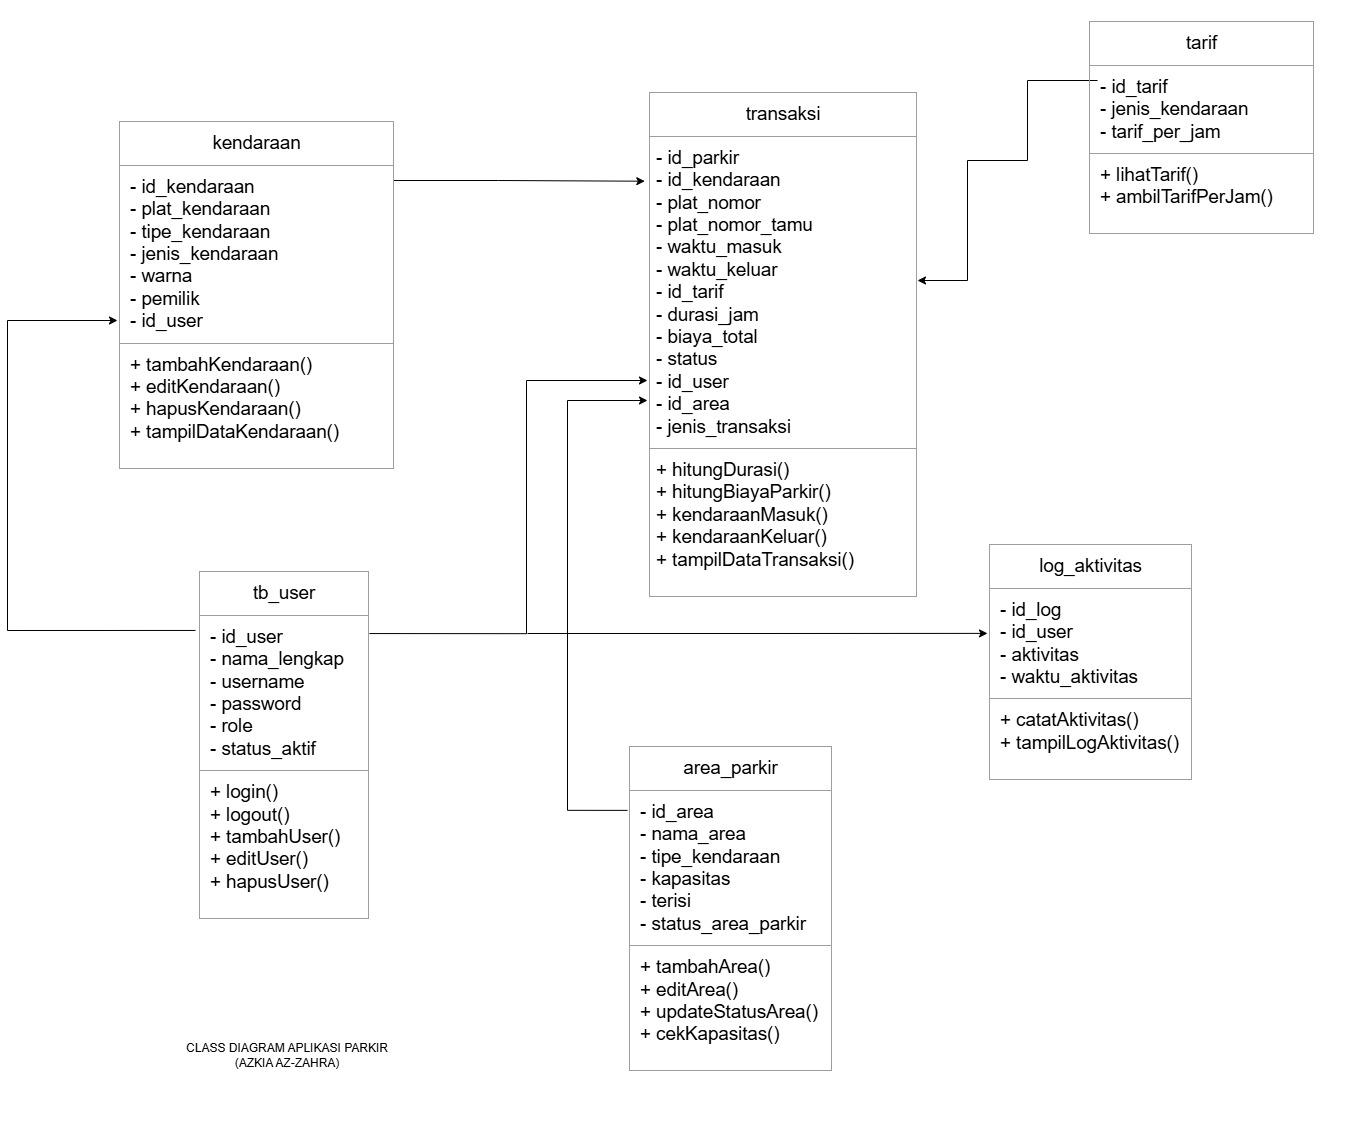 tarif
- id_tarif
- jenis_kendaraan
- tarif_per_jam
+ lihatTarif()
+ ambilTarifPerJam()
transaksi
- id_parkir
- id_kendaraan
- plat_nomor
- plat_nomor_tamu
- waktu_masuk
- waktu_keluar
- id_tarif
- durasi_jam
- biaya_total
- status
- id_user
- id_area
- jenis_transaksi
+ hitungDurasi()
+ hitungBiayaParkir()
+ kendaraanMasuk()
+ kendaraanKeluar()
+ tampilDataTransaksi()
kendaraan
- id_kendaraan
- plat_kendaraan
- tipe_kendaraan
- jenis_kendaraan
- warna
- pemilik
- id_user
+ tambahKendaraan()
+ editKendaraan()
+ hapusKendaraan()
+ tampilDataKendaraan()
log_aktivitas
- id_log
- id_user
- aktivitas
- waktu_aktivitas
+ catatAktivitas()
+ tampilLogAktivitas()
tb_user
- id_user
- nama_lengkap
- username
- password
- role
- status_aktif
+ login()
+ logout()
+ tambahUser()
+ editUser()
+ hapusUser()
area_parkir
- id_area
- nama_area
- tipe_kendaraan
- kapasitas
- terisi
- status_area_parkir
+ tambahArea()
+ editArea()
+ updateStatusArea()
+ cekKapasitas()
CLASS DIAGRAM APLIKASI PARKIR
(AZKIA AZ-ZAHRA)